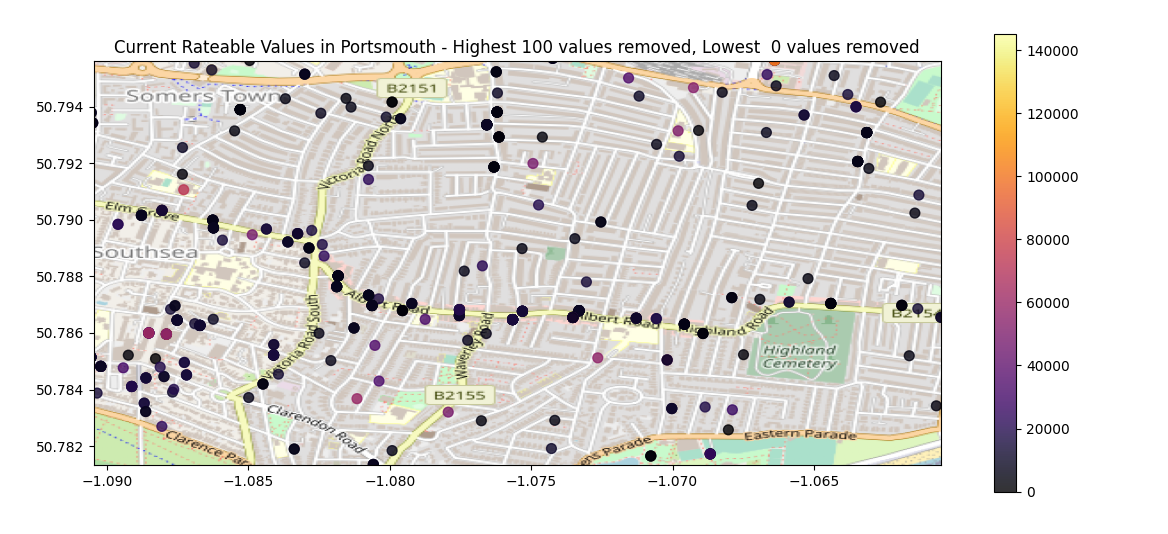 Current Rateable Values in Portsmouth - Highest 100 values removed, Lowest  0 values removed
140000
B2151
Somers Town
50.794
120000
Victoria Road North
50.792
100000
50.790
Elm Grove
80000
Southsea
50.788
60000
Albert Road
B2154
50.786
Albert Road
Highland Road
Victoria Road South
Waverley Road
Highland
Cemetery
40000
50.784
B2155
Clarendon Road
20000
50.782
Clarence Par
ens Parade
Eastern Parade
0
−1.090
−1.085
−1.080
−1.075
−1.070
−1.065